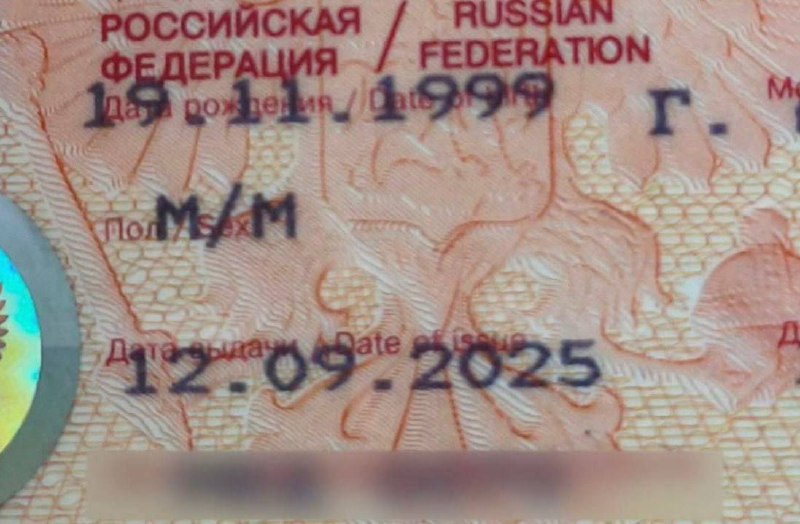 РОССИЙСКАЯ / RUSSIAN
ФЕДЕРАЦИЯ / FEDERATION
Дата рождения / Date of birth
19.11.1999 г.
Пол / Sex
М/M
Дата выдачи / Date of issue
12.09.2025